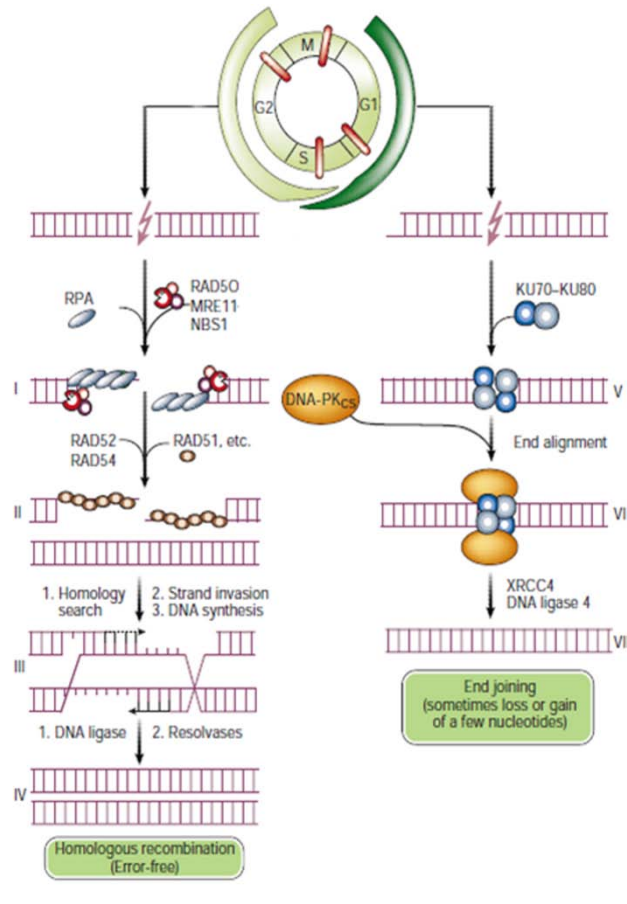 M
G2
G1
S
RPA
RAD50
MRE11
NBS1
KU70–KU80
I
DNA-PKCS
V
RAD52
RAD54
RAD51, etc.
End alignment
II
VI
1. Homology
search
2. Strand invasion
3. DNA synthesis
XRCC4
DNA ligase 4
III
VI
End joining
(sometimes loss or gain
of a few nucleotides)
1. DNA ligase
2. Resolvases
IV
Homologous recombination
(Error-free)